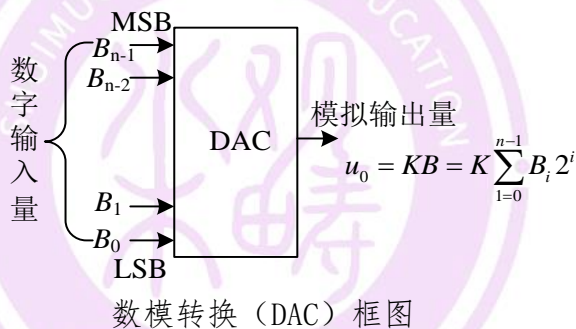 MSB
B_{n-1}
B_{n-2}
数字输入量
B_1
B_0
LSB
DAC
模拟输出量
u_0 = KB = K\sum_{1=0}^{n-1} B_i 2^i
数模转换（DAC）框图